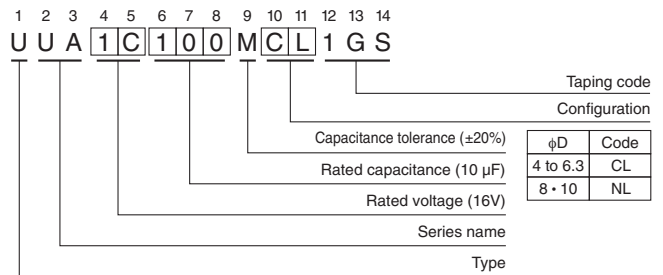 1 2 3 4 5 6 7 8 9 10 11 12 13 14
U U A 1 C 1 0 0 M C L 1 G S
Taping code
Configuration
Capacitance tolerance (±20%)
Rated capacitance (10 µF)
Rated voltage (16V)
Series name
Type
ϕD Code
4 to 6.3 CL
8 • 10 NL